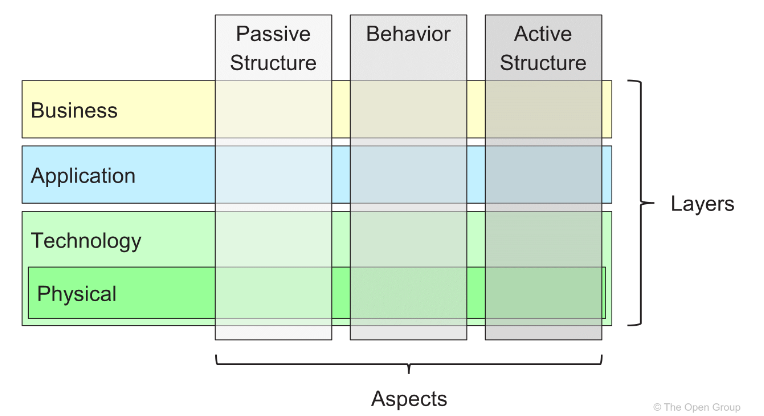 Passive
Structure
Behavior
Active
Structure
Business
Application
Technology
Physical
Layers
Aspects
© The Open Group